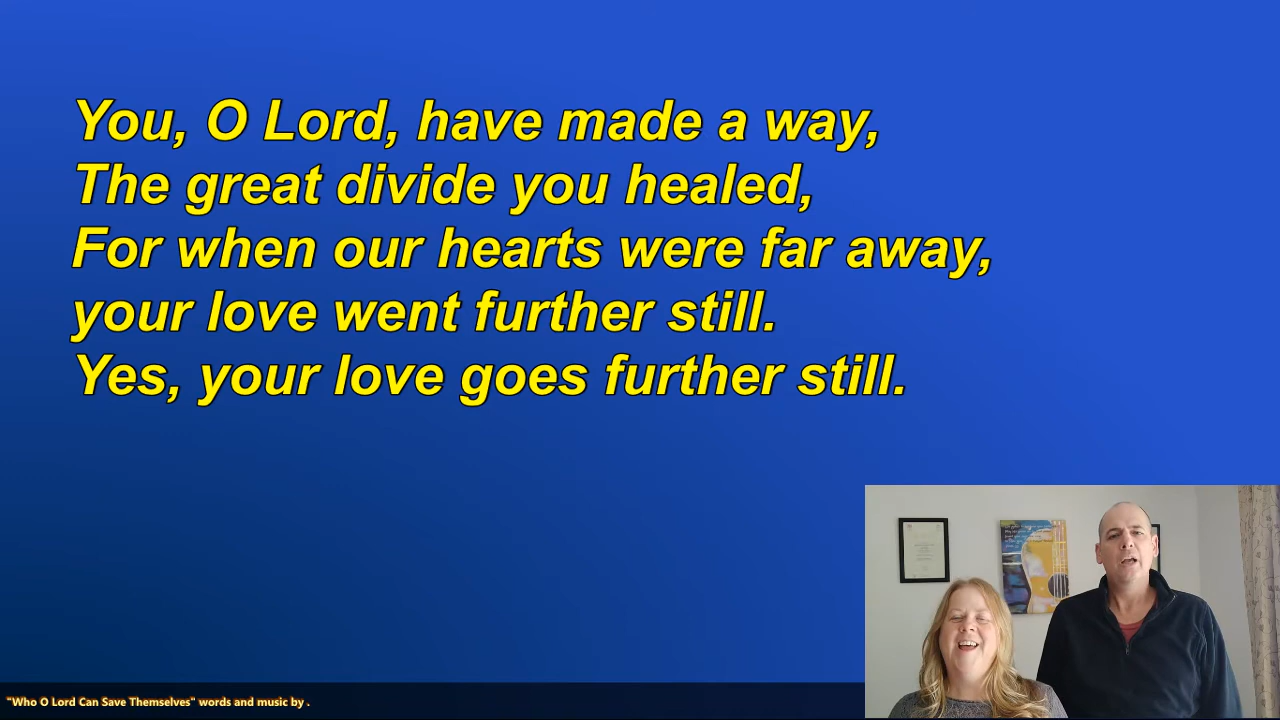 You, O Lord, have made a way,
The great divide you healed,
For when our hearts were far away,
your love went further still.
Yes, your love goes further still.
"Who O Lord Can Save Themselves" words and music by .